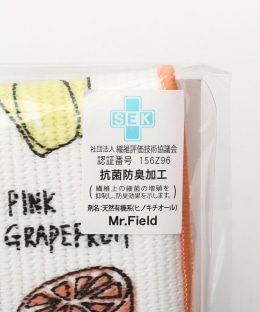 SEK
社団法人 繊維評価技術協議会
認証番号 156Z96
抗菌防臭加工
(繊維上の細菌の増殖を
抑制し、防臭効果を示します。)
剤名:天然有機系(ヒノキチオール)
Mr.Field
PINK
GRAPEFRUIT